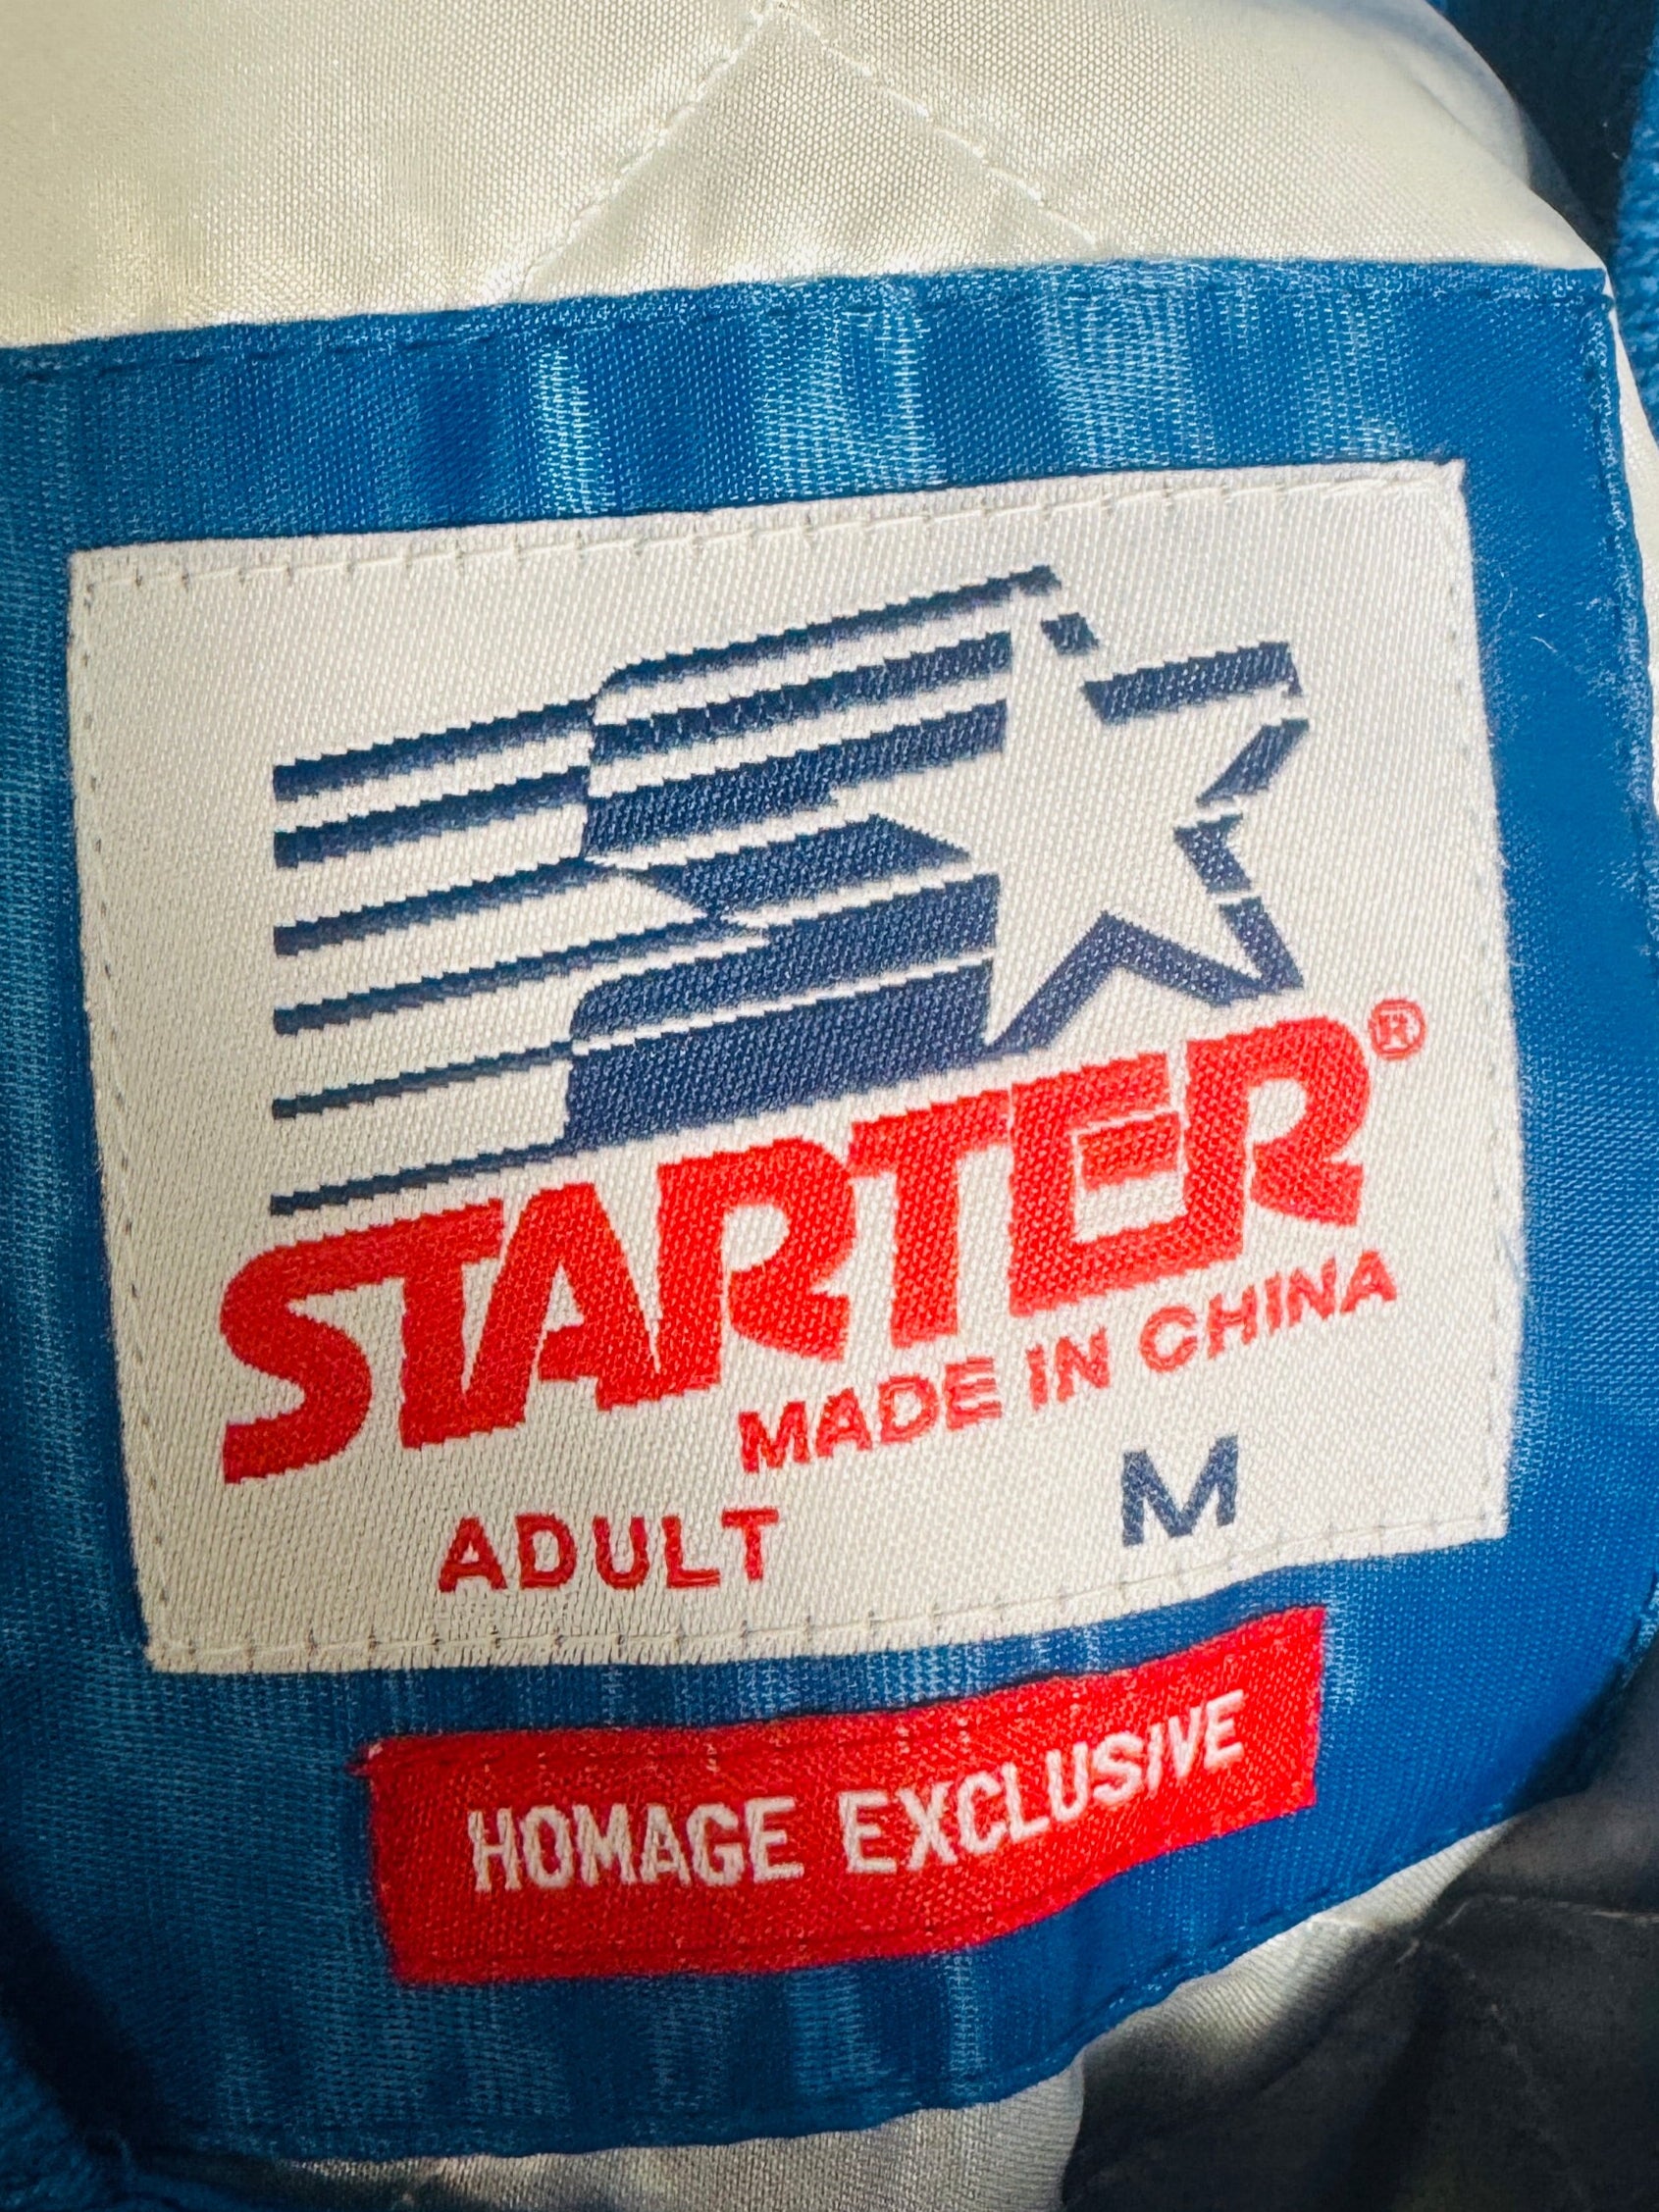 STARTER®
MADE IN CHINA
ADULT M
HOMAGE EXCLUSIVE